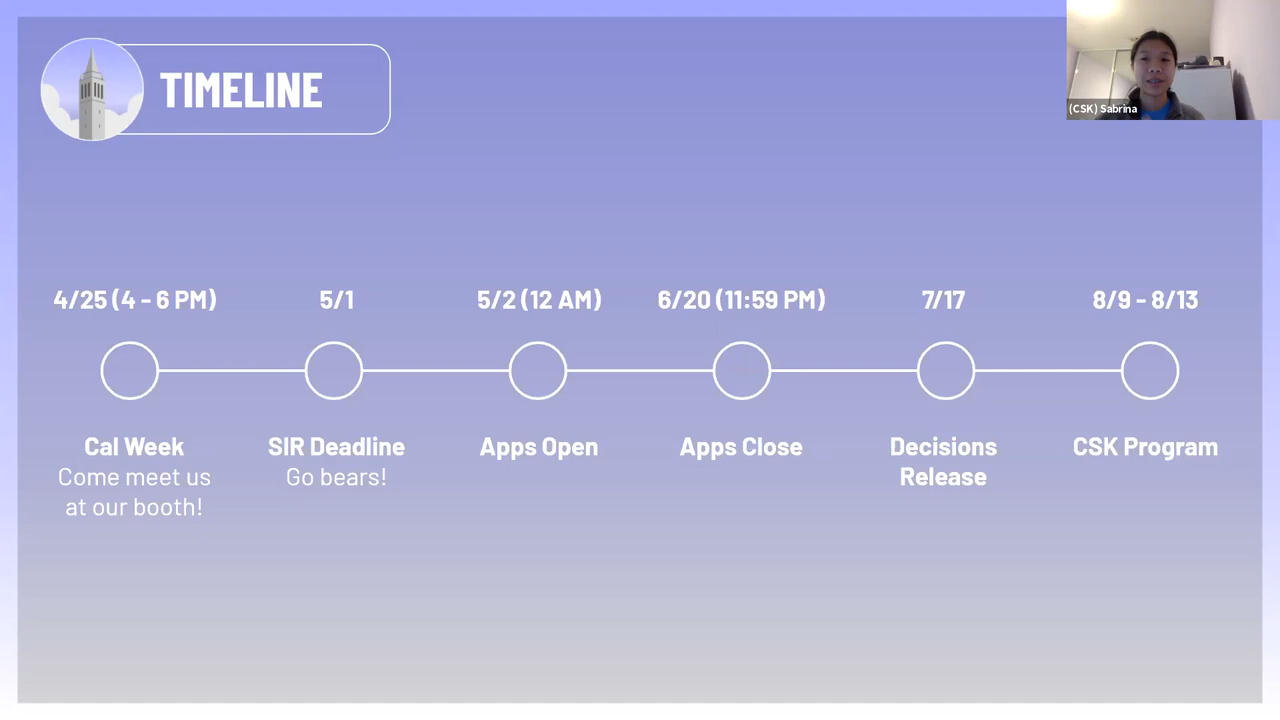 TIMELINE
(CSK) Sabrina
4/25 (4 - 6 PM)
5/1
5/2 (12 AM)
6/20 (11:59 PM)
7/17
8/9 - 8/13
Cal Week
Come meet us
at our booth!
SIR Deadline
Go bears!
Apps Open
Apps Close
Decisions
Release
CSK Program